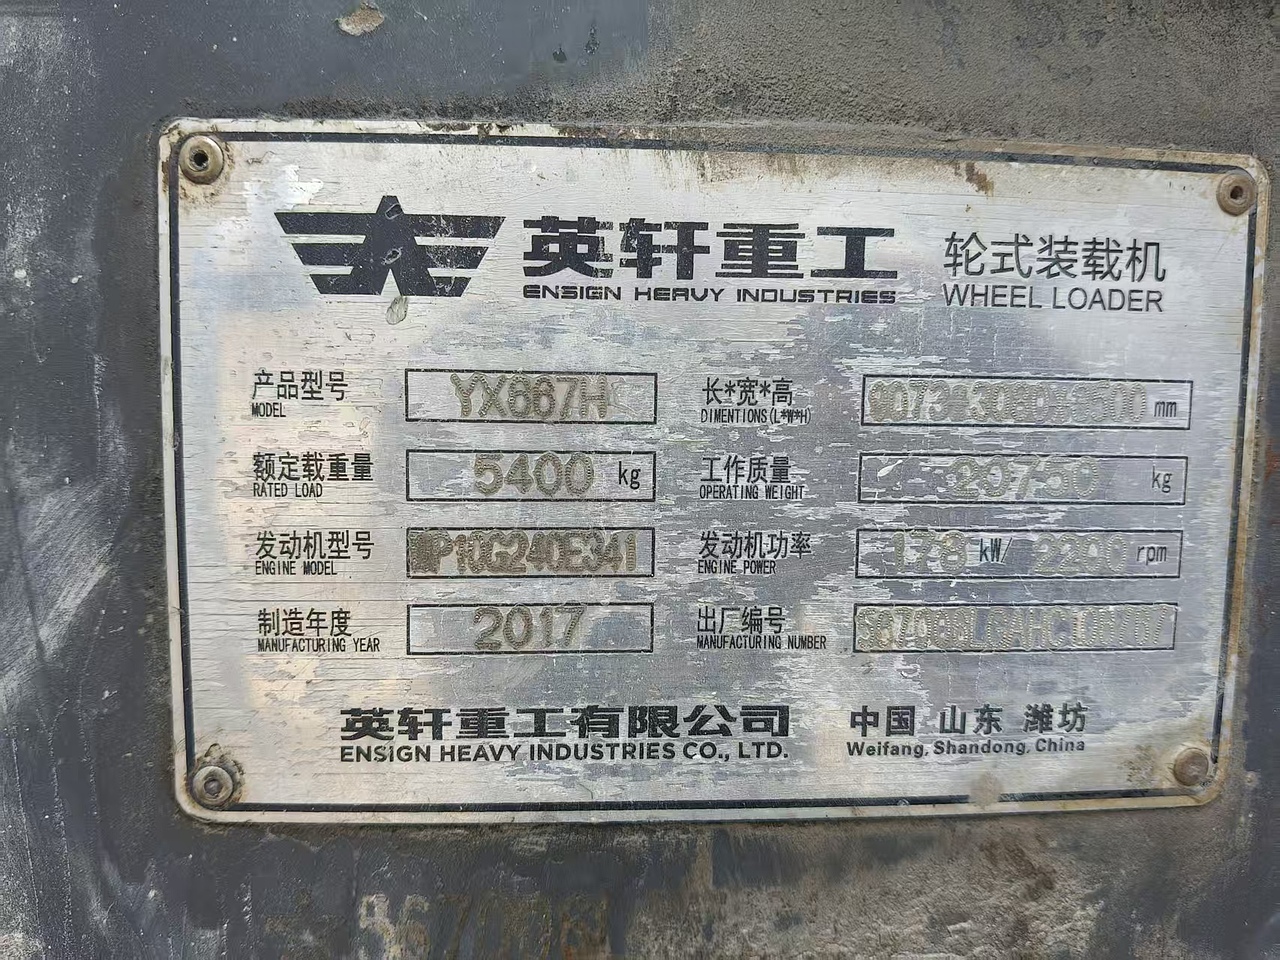 英轩重工 轮式装载机
ENSIGN HEAVY INDUSTRIES WHEEL LOADER
产品型号 YX667H 长*宽*高 mm
MODEL DIMENTIONS(L*W*H)
额定载重量 5400 kg 工作质量 kg
RATED LOAD OPERATING WEIGHT
发动机型号 WP10G240E341 发动机功率 178 kW/ 2200 rpm
ENGINE MODEL ENGINE POWER
制造年度 2017 出厂编号
MANUFACTURING YEAR MANUFACTURING NUMBER
英轩重工有限公司 中国 山东 潍坊
ENSIGN HEAVY INDUSTRIES CO., LTD. Weifang, Shandong, China